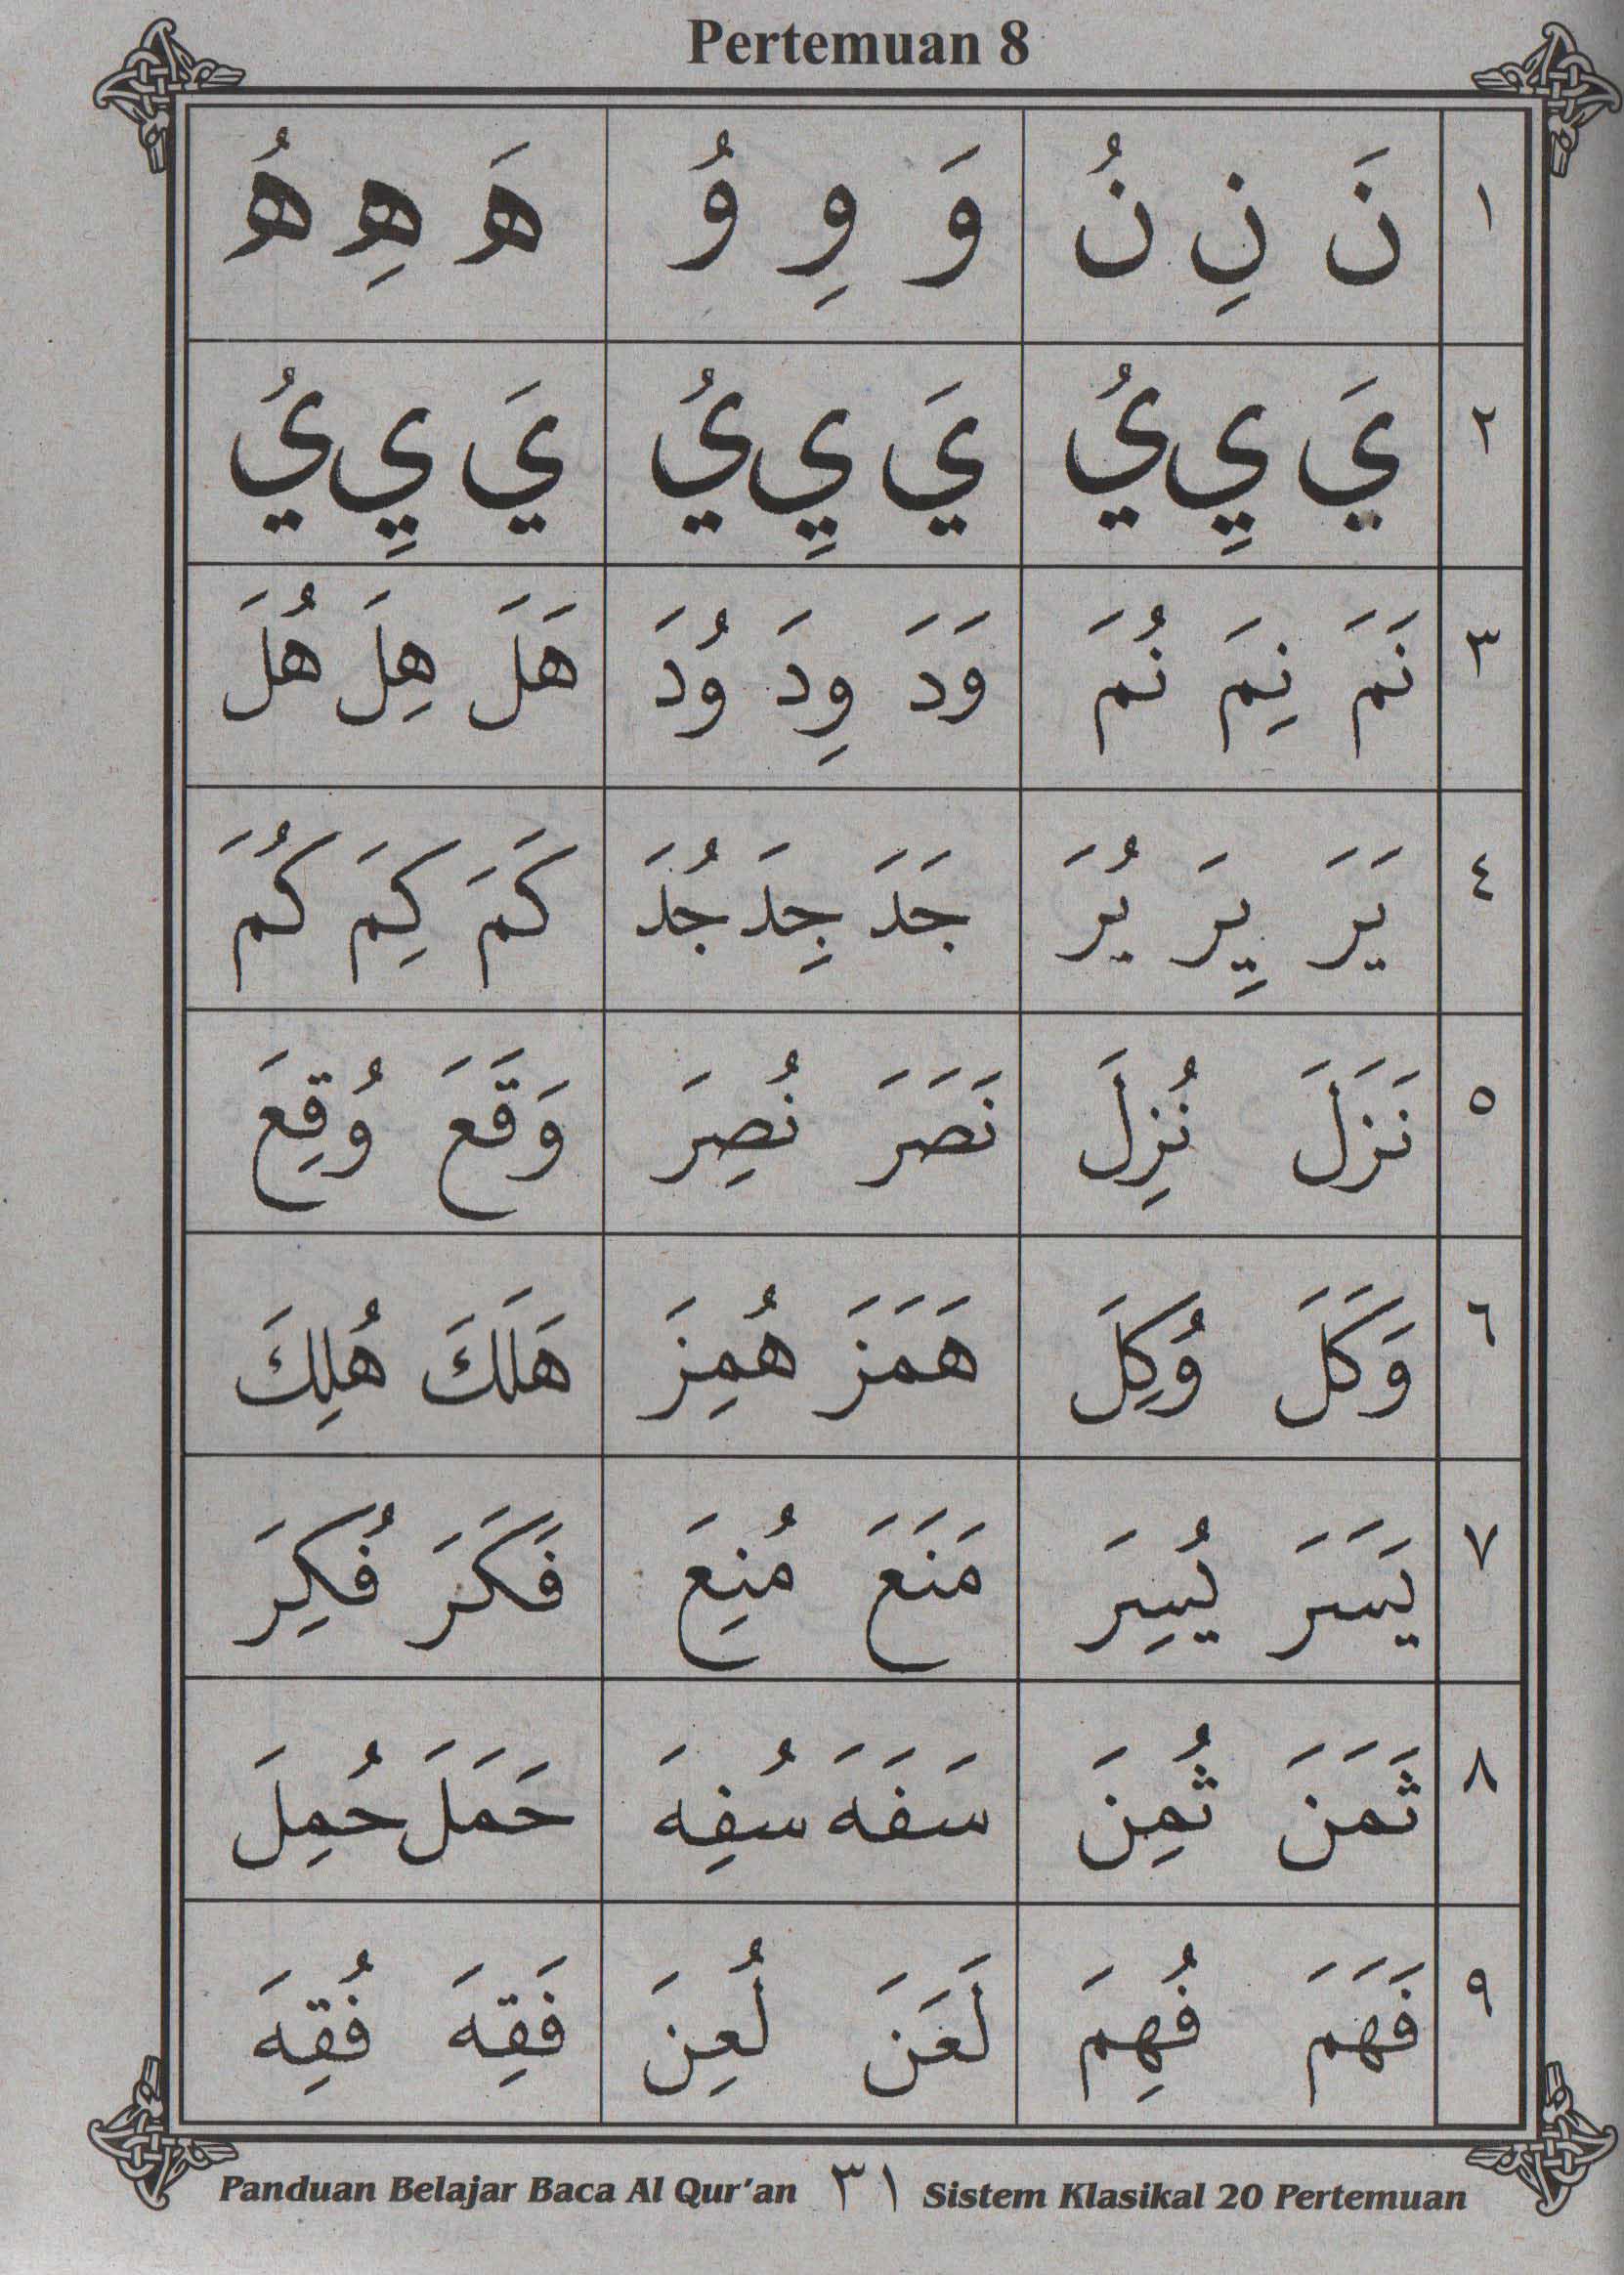 Pertemuan 8
١ نَ نِ نُ وَ وِ وُ هَ هِ هُ
٢ يَ يِ يُ يَ يِ يُ يَ يِ يُ
٣ نَمَ نِمَ نُمَ وَدَ وِدَ وُدَ هَلَ هِلَ هُلَ
٤ يَرَ يِرَ يُرَ جَدَ جِدَ جُدَ كَمَ كِمَ كُمَ
٥ نَزَلَ نُزِلَ نَصَرَ نُصِرَ وَقَعَ وُقِعَ
٦ وَكَلَ وُكِلَ هَمَزَ هُمِزَ هَلَكَ هُلِكَ
٧ يَسَرَ يُسِرَ مَنَعَ مُنِعَ فَكَرَ فُكِرَ
٨ ثَمَنَ ثُمِنَ سَفَهَ سُفِهَ حَمَلَ حُمِلَ
٩ فَهَمَ فُهِمَ لَعَنَ لُعِنَ فَقِهَ فُقِهَ
Panduan Belajar Baca Al Qur'an ٣١ Sistem Klasikal 20 Pertemuan